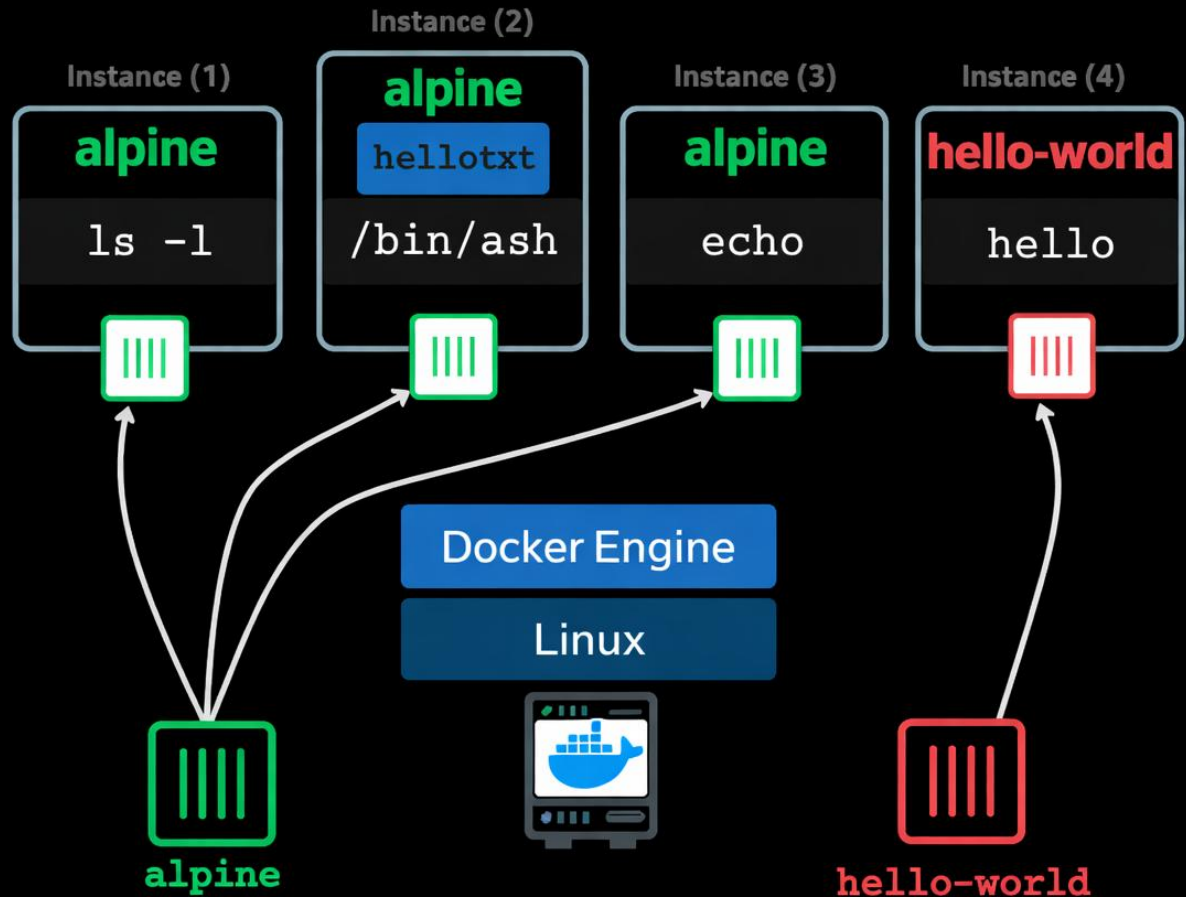 Instance (1)
Instance (2)
Instance (3)
Instance (4)
alpine
alpine
alpine
hello-world
hellotxt
ls -l
/bin/ash
echo
hello
Docker Engine
Linux
alpine
hello-world